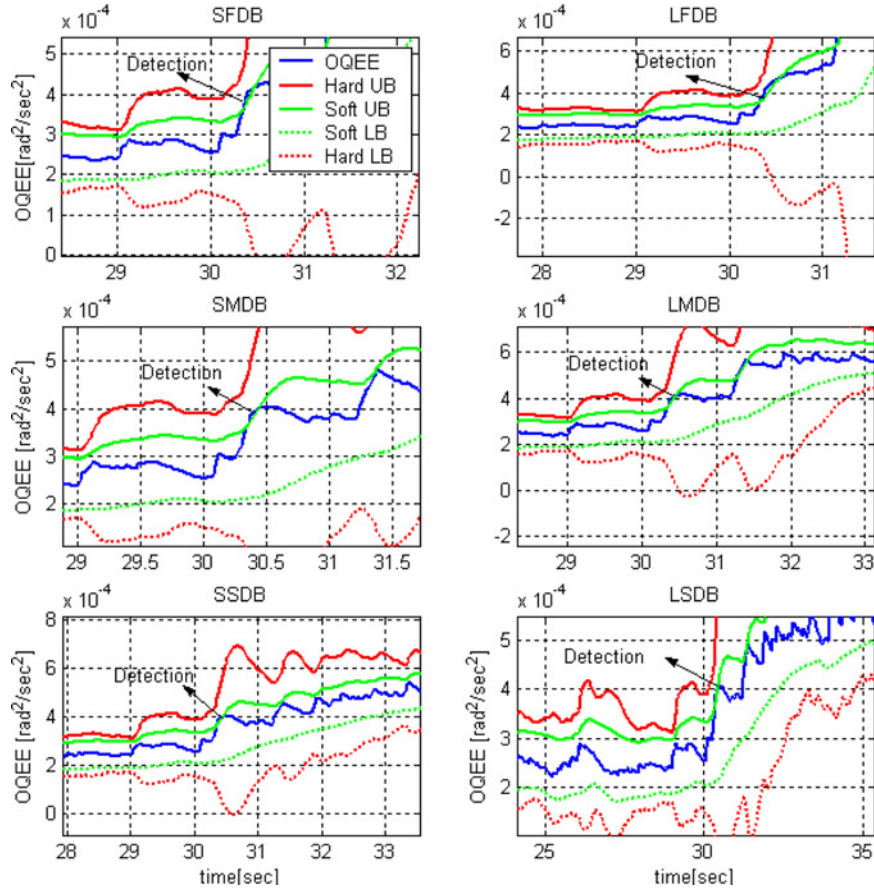 SFDB
x 10^-4
5
4
3
2
1
0
OQEE[rad²/sec²]
29 30 31 32
Detection
OQEE
Hard UB
Soft UB
Soft LB
Hard LB
LFDB
x 10^-4
6
4
2
0
-2
28 29 30 31
Detection
SMDB
x 10^-4
5
4
3
2
OQEE [rad²/sec²]
29 29.5 30 30.5 31 31.5
Detection
LMDB
x 10^-4
6
4
2
0
-2
29 30 31 32 33
Detection
SSDB
x 10^-4
8
6
4
2
0
OQEE [rad²/sec²]
28 29 30 31 32 33
time[sec]
Detection
LSDB
x 10^-4
5
4
3
2
OQEE [rad²/sec²]
25 30 35
time[sec]
Detection